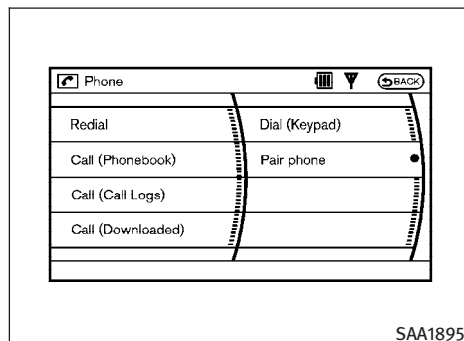 Phone
BACK
Redial
Dial (Keypad)
Call (Phonebook)
Pair phone
Call (Call Logs)
Call (Downloaded)
SAA1895